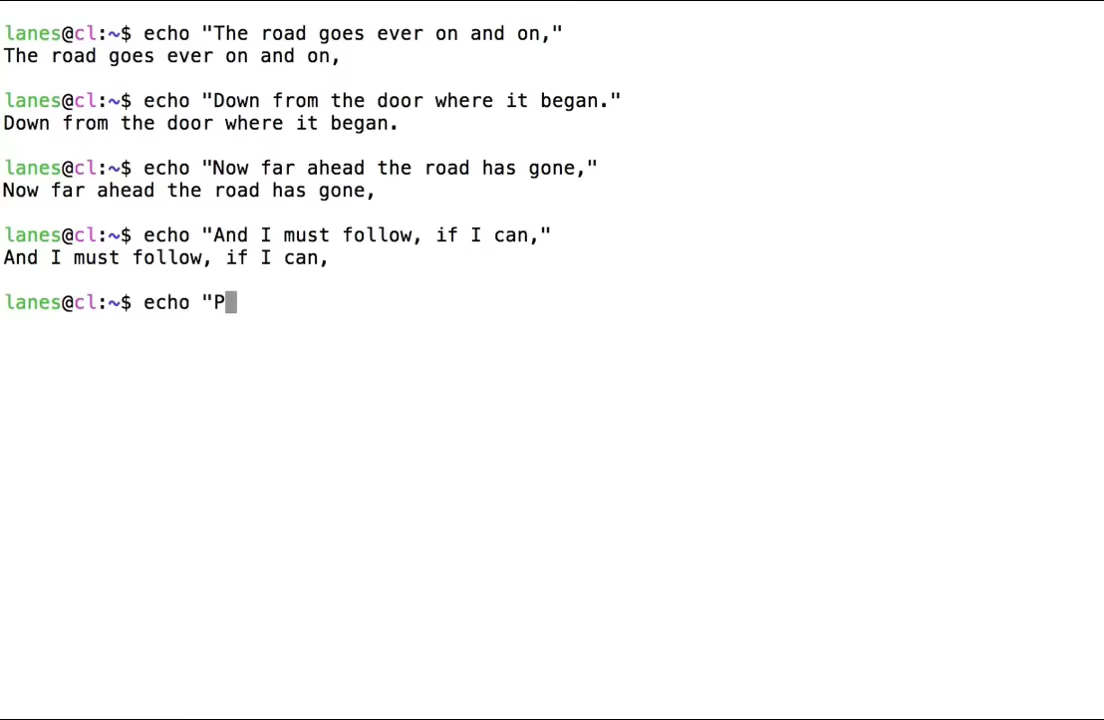 lanes@cl:~$ echo "The road goes ever on and on,"
The road goes ever on and on,
lanes@cl:~$ echo "Down from the door where it began."
Down from the door where it began.
lanes@cl:~$ echo "Now far ahead the road has gone,"
Now far ahead the road has gone,
lanes@cl:~$ echo "And I must follow, if I can,"
And I must follow, if I can,
lanes@cl:~$ echo "P